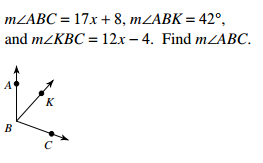 m∠ABC = 17x + 8, m∠ABK = 42°,
and m∠KBC = 12x – 4. Find m∠ABC.
A
K
B
C